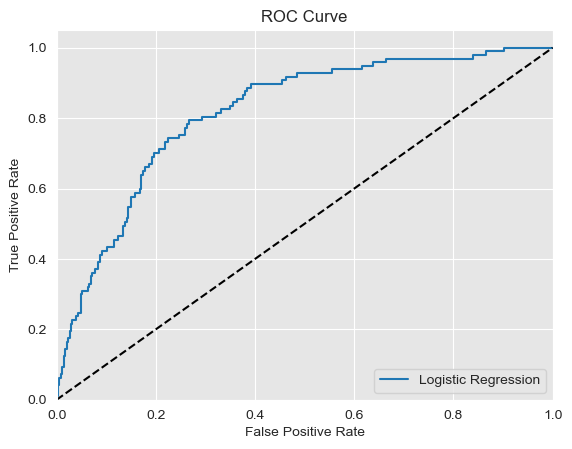 ROC Curve
1.0
0.8
0.6
0.4
0.2
0.0
True Positive Rate
Logistic Regression
0.0 0.2 0.4 0.6 0.8 1.0
False Positive Rate